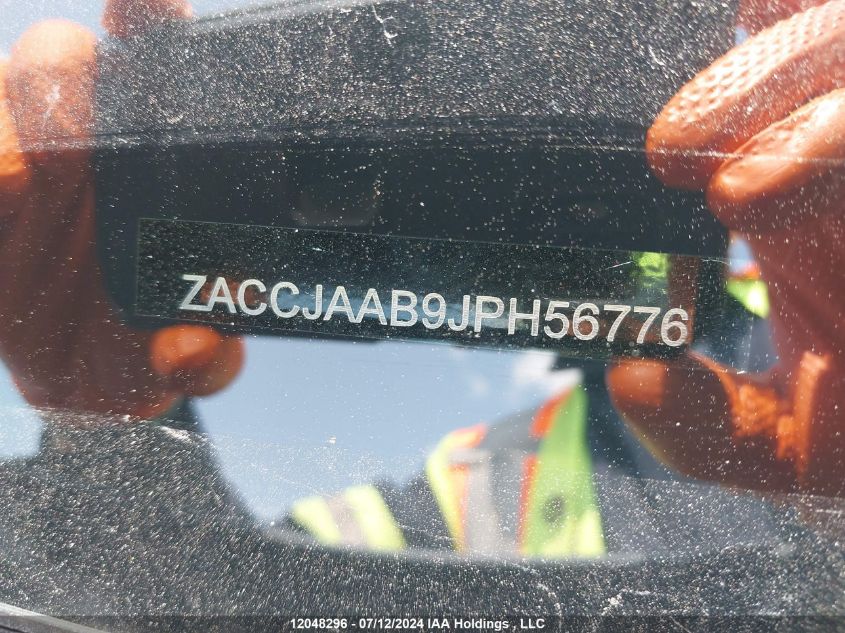 ZACCJAAB9JPH56776
12048296 - 07/12/2024 IAA Holdings , LLC